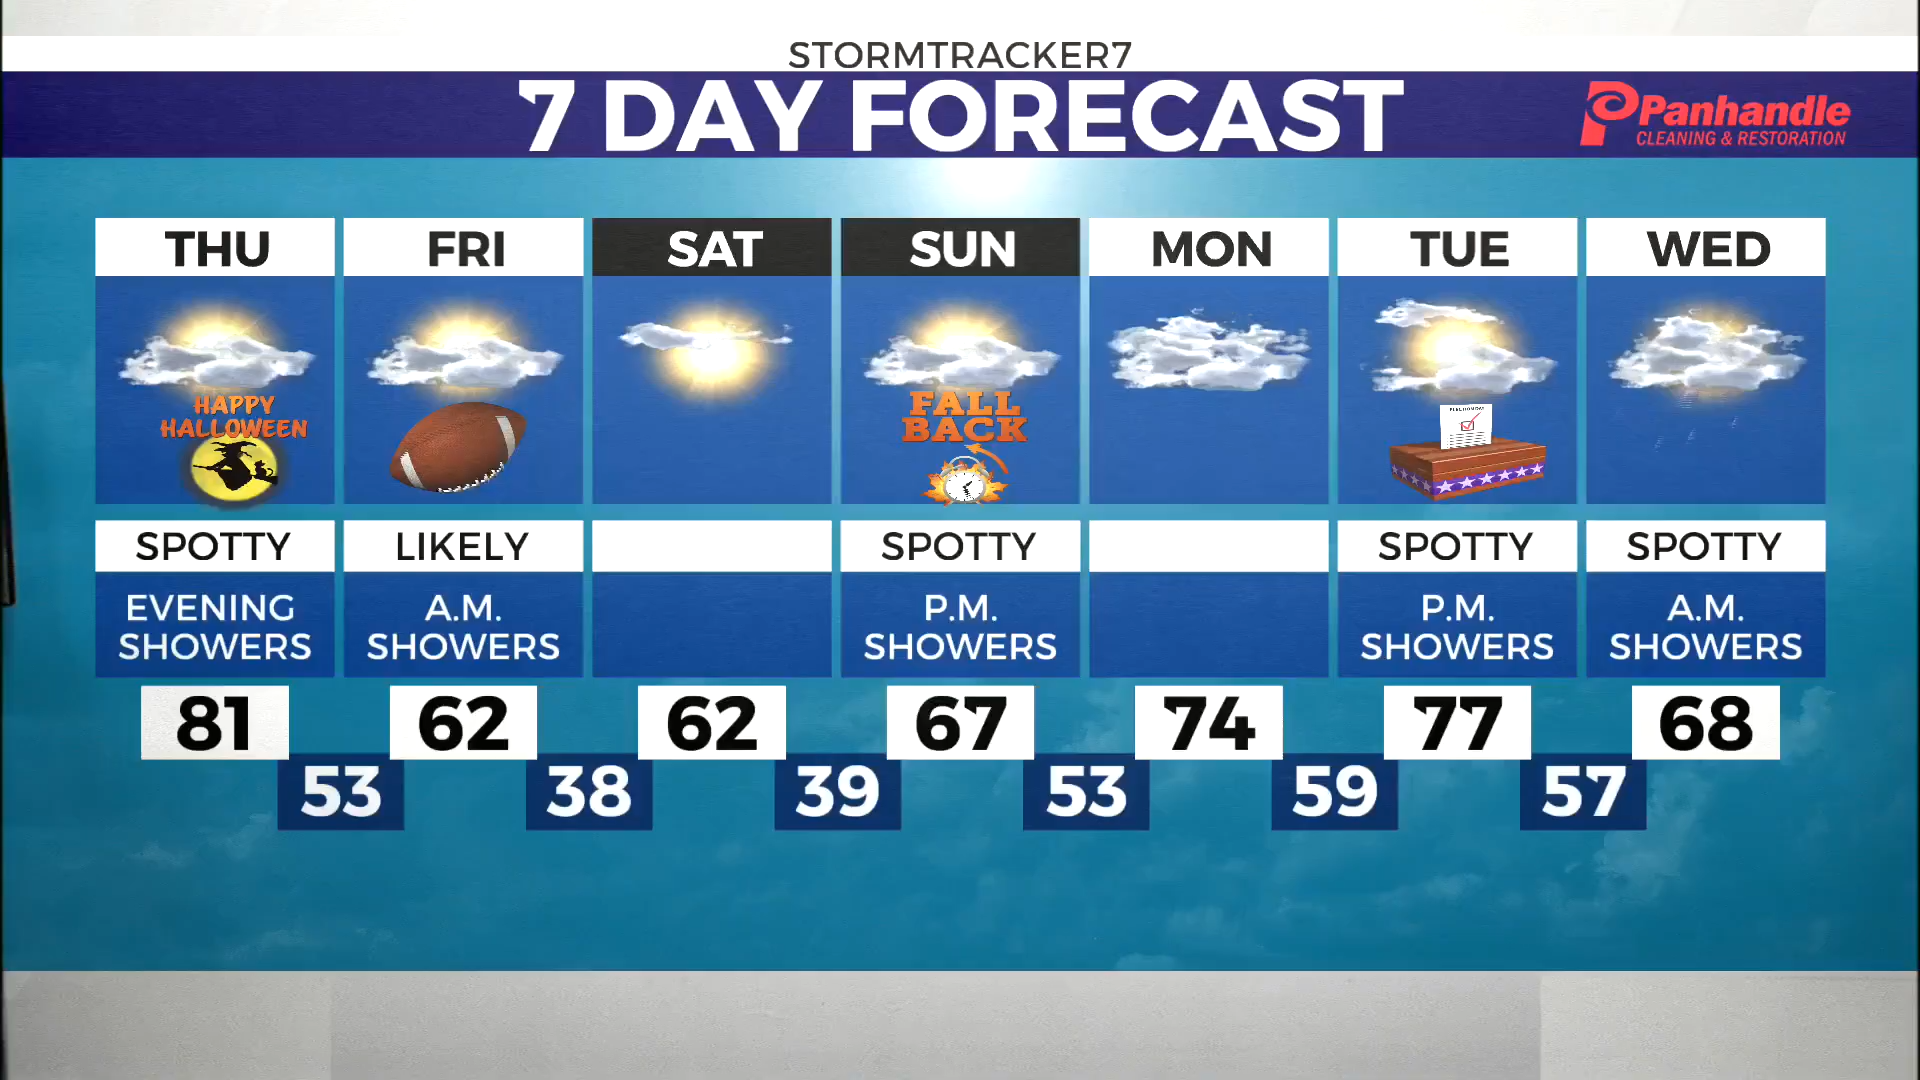 STORMTRACKER7
7 DAY FORECAST
Panhandle
CLEANING & RESTORATION
THU
FRI
SAT
SUN
MON
TUE
WED
HAPPY
HALLOWEEN
FALL
BACK
ELECTION DAY
SPOTTY
EVENING
SHOWERS
LIKELY
A.M.
SHOWERS
SPOTTY
P.M.
SHOWERS
SPOTTY
P.M.
SHOWERS
SPOTTY
A.M.
SHOWERS
81
62
62
67
74
77
68
53
38
39
53
59
57